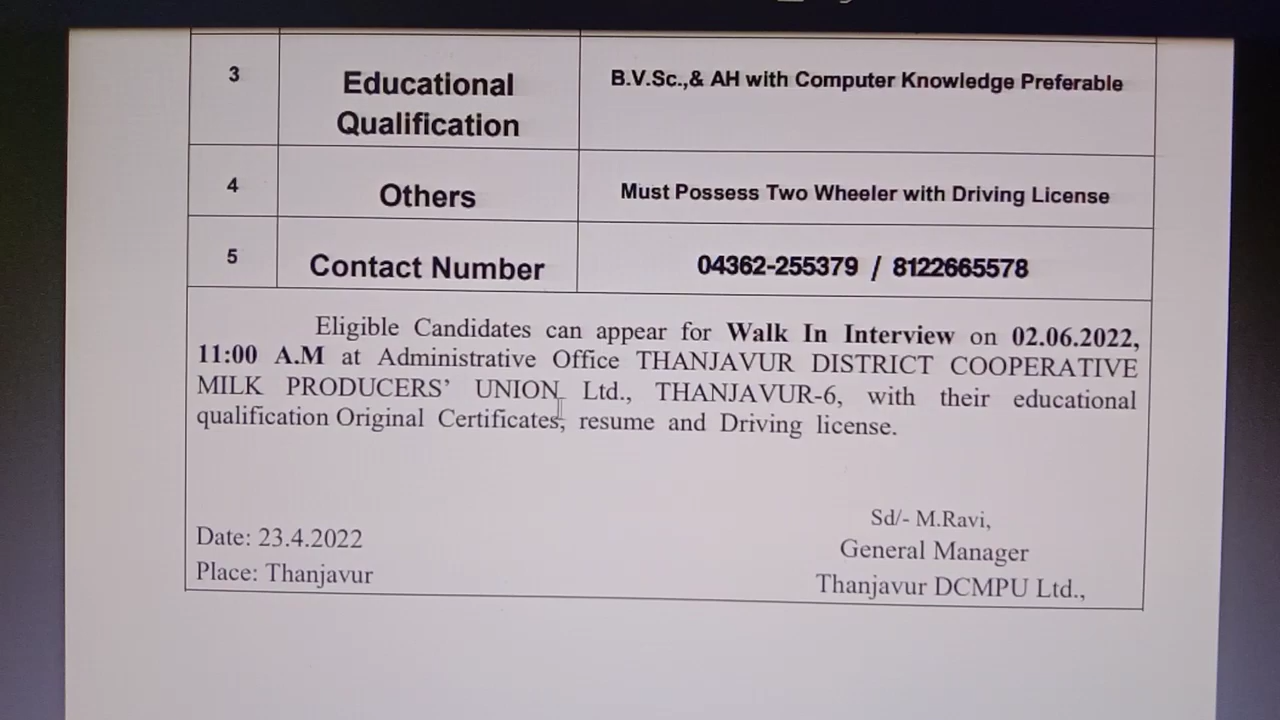 3 Educational Qualification B.V.Sc.,& AH with Computer Knowledge Preferable
4 Others Must Possess Two Wheeler with Driving License
5 Contact Number 04362-255379 / 8122665578
Eligible Candidates can appear for Walk In Interview on 02.06.2022,
11:00 A.M at Administrative Office THANJAVUR DISTRICT COOPERATIVE
MILK PRODUCERS' UNION Ltd., THANJAVUR-6, with their educational
qualification Original Certificates, resume and Driving license.
Sd/- M.Ravi,
Date: 23.4.2022
General Manager
Place: Thanjavur
Thanjavur DCMPU Ltd.,